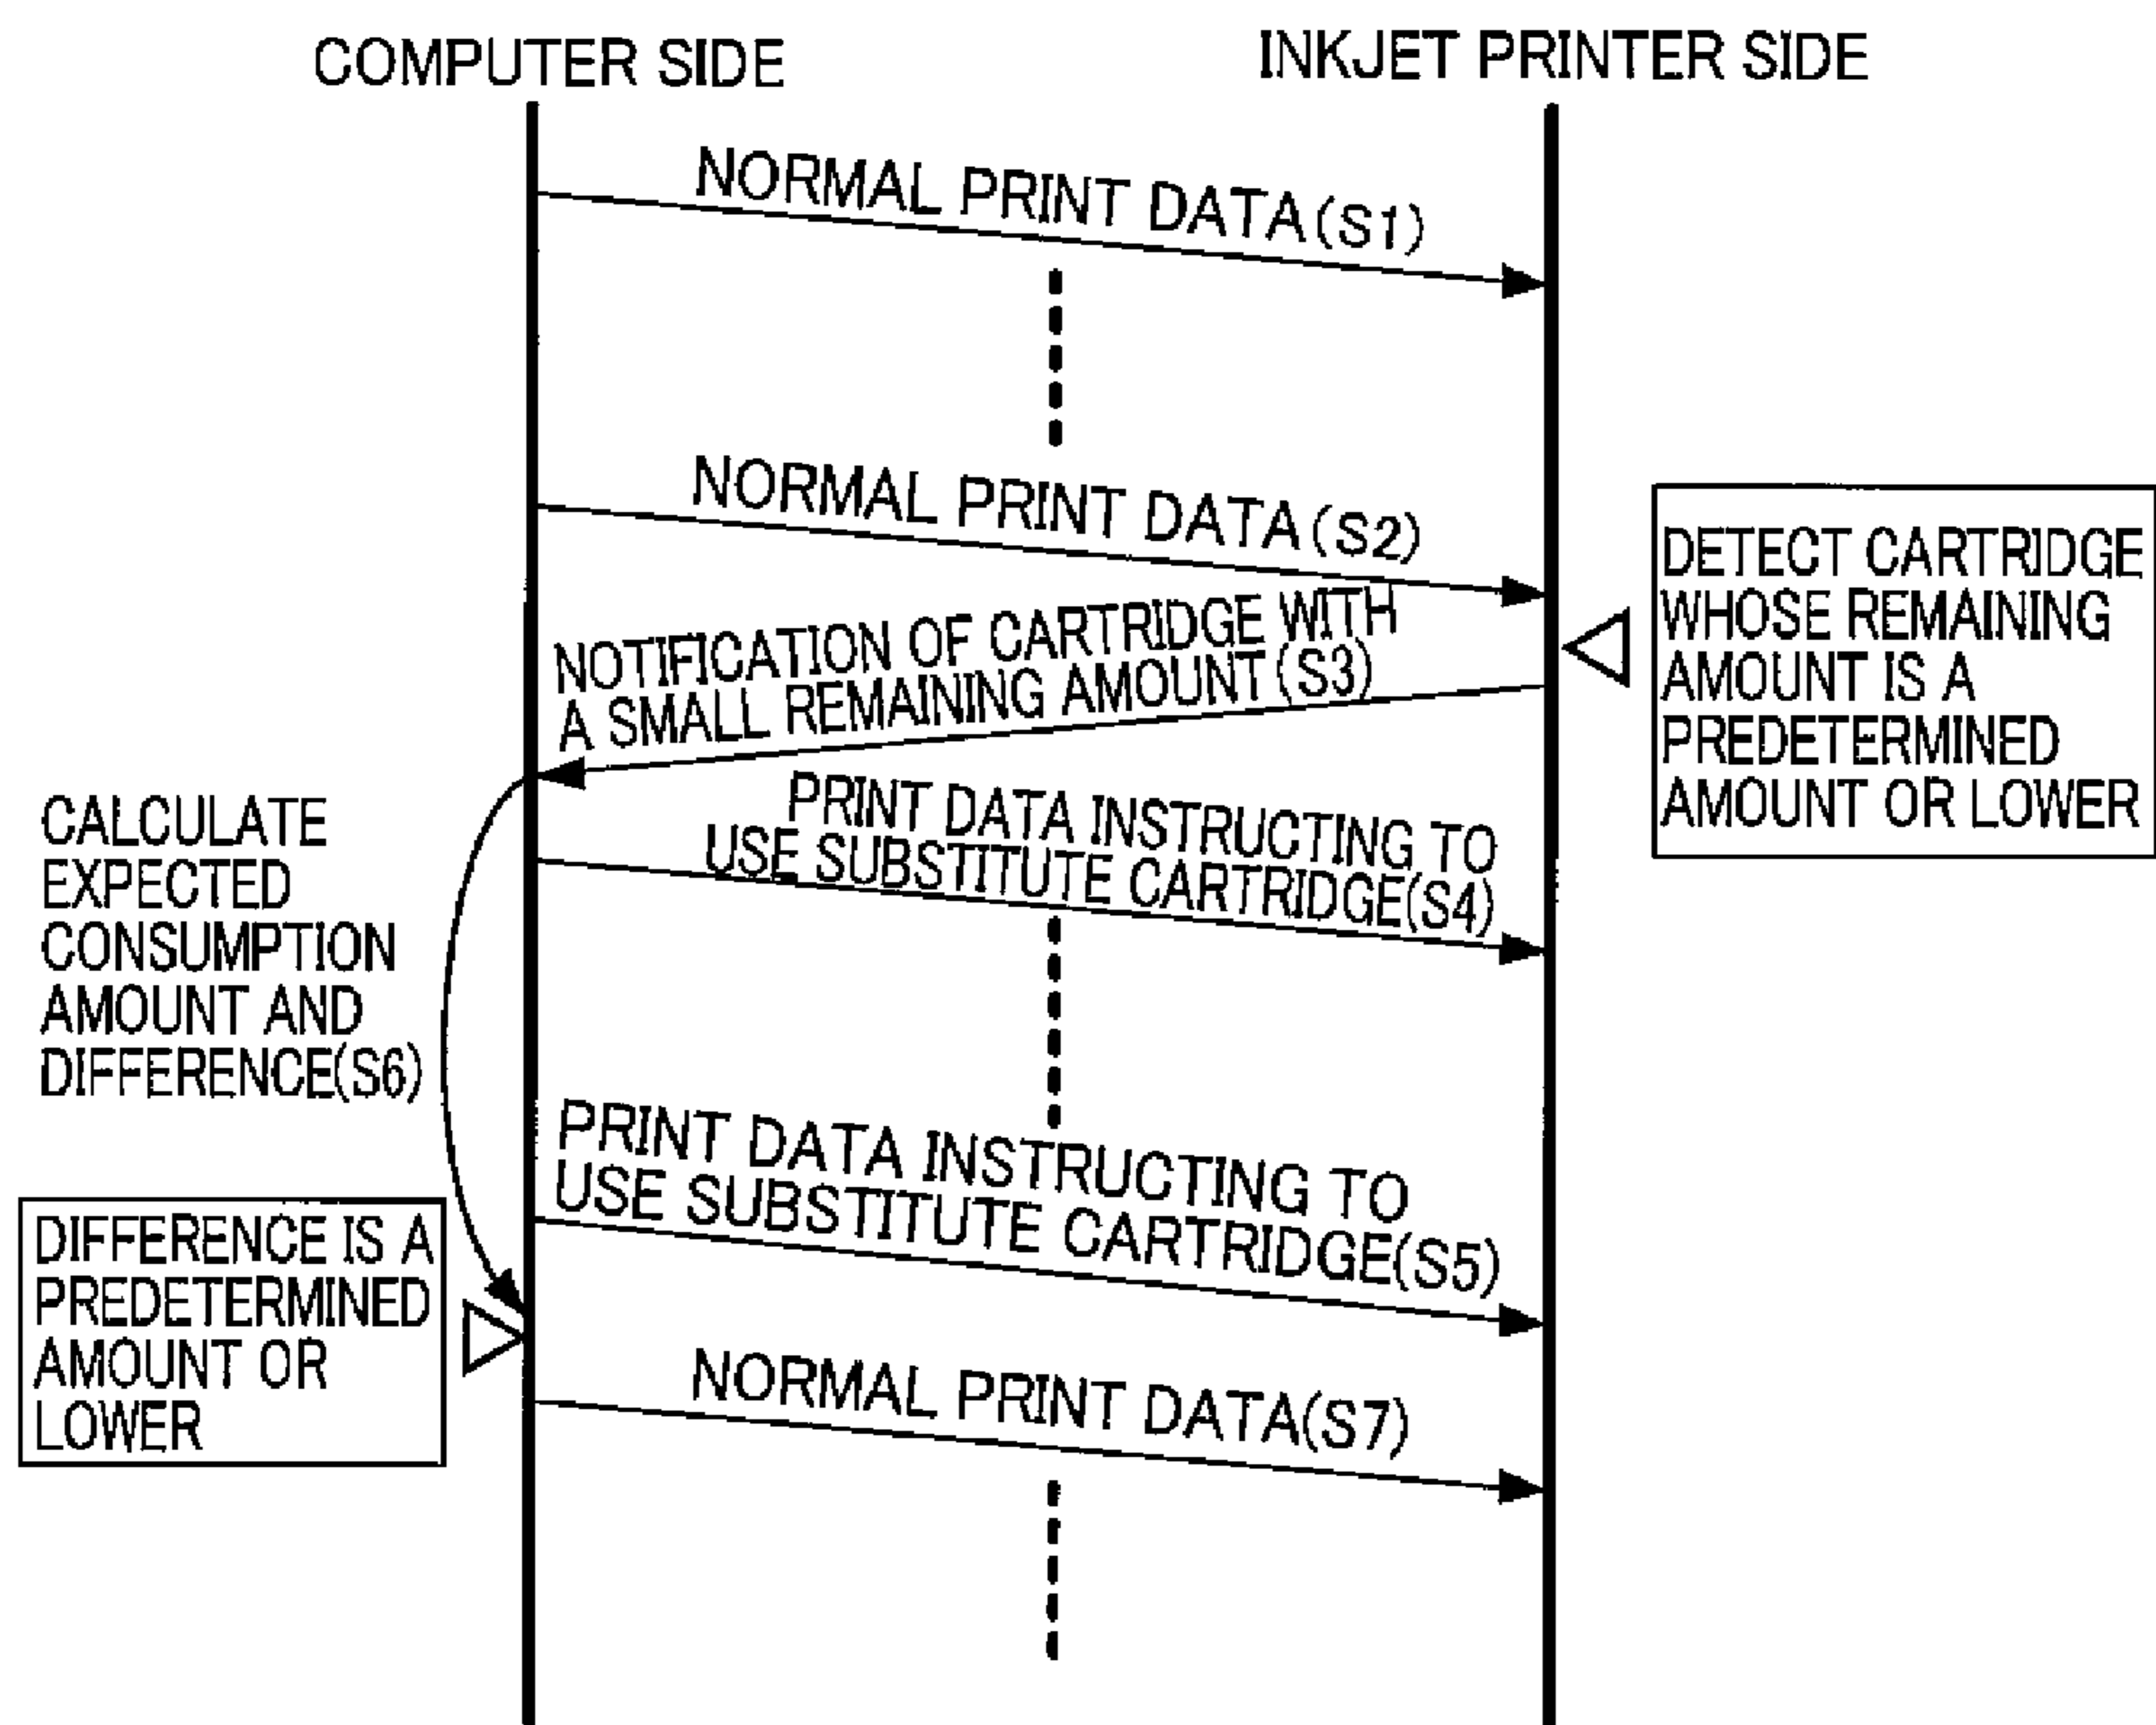 COMPUTER SIDE
INKJET PRINTER SIDE
NORMAL PRINT DATA(S1)
NORMAL PRINT DATA(S2)
DETECT CARTRIDGE
WHOSE REMAINING
AMOUNT IS A
PREDETERMINED
AMOUNT OR LOWER
NOTIFICATION OF CARTRIDGE WITH
A SMALL REMAINING AMOUNT(S3)
PRINT DATA INSTRUCTING TO
USE SUBSTITUTE CARTRIDGE(S4)
CALCULATE
EXPECTED
CONSUMPTION
AMOUNT AND
DIFFERENCE(S6)
PRINT DATA INSTRUCTING TO
USE SUBSTITUTE CARTRIDGE(S5)
DIFFERENCE IS A
PREDETERMINED
AMOUNT OR
LOWER
NORMAL PRINT DATA(S7)